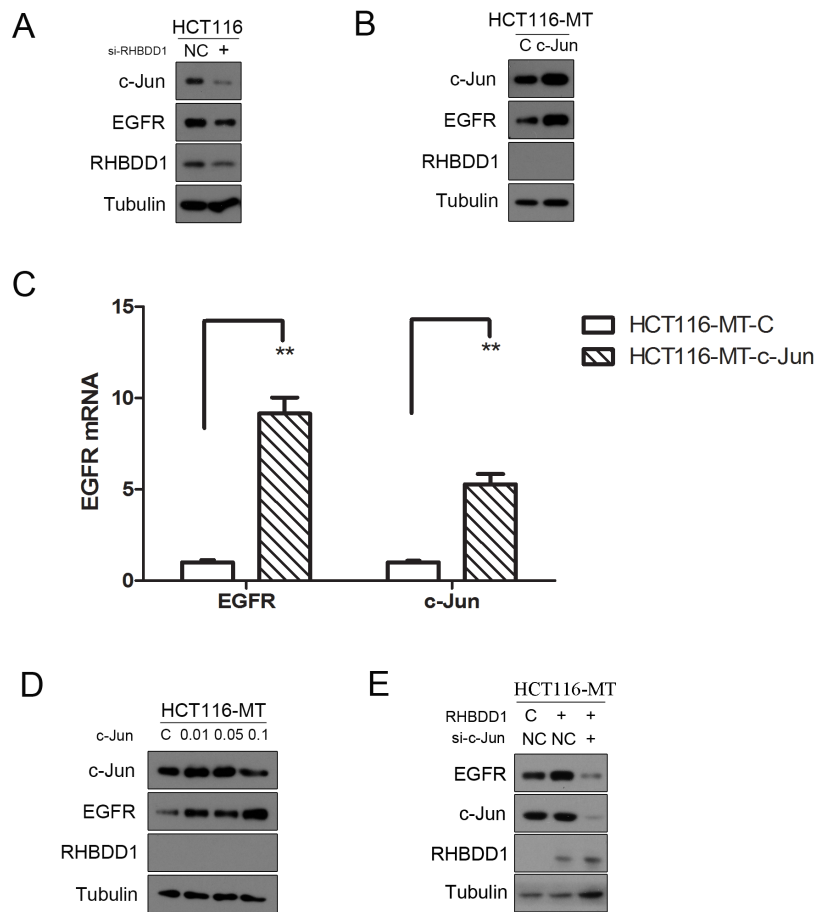 A
HCT116
si-RHBDD1 NC +
c-Jun
EGFR
RHBDD1
Tubulin
B
HCT116-MT
C c-Jun
c-Jun
EGFR
RHBDD1
Tubulin
C
EGFR mRNA
15
10
5
0
**
**
EGFR
c-Jun
HCT116-MT-C
HCT116-MT-c-Jun
D
HCT116-MT
c-Jun C 0.01 0.05 0.1
c-Jun
EGFR
RHBDD1
Tubulin
E
HCT116-MT
RHBDD1 C + +
si-c-Jun NC NC +
EGFR
c-Jun
RHBDD1
Tubulin